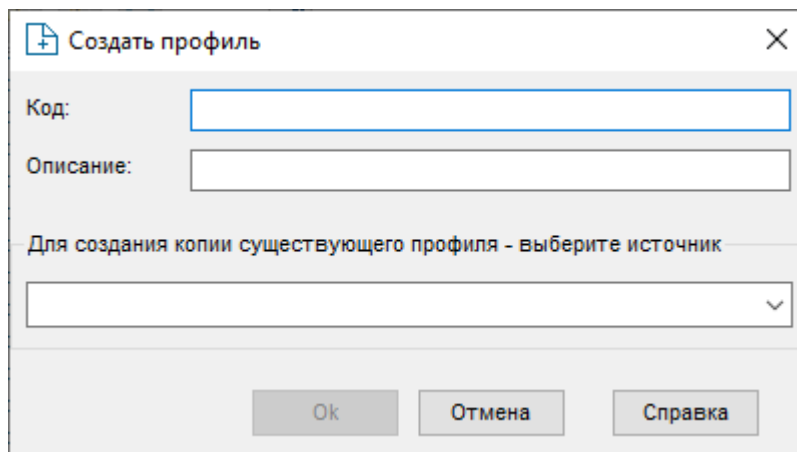 Создать профиль
Код:
Описание:
Для создания копии существующего профиля - выберите источник
Ok
Отмена
Справка